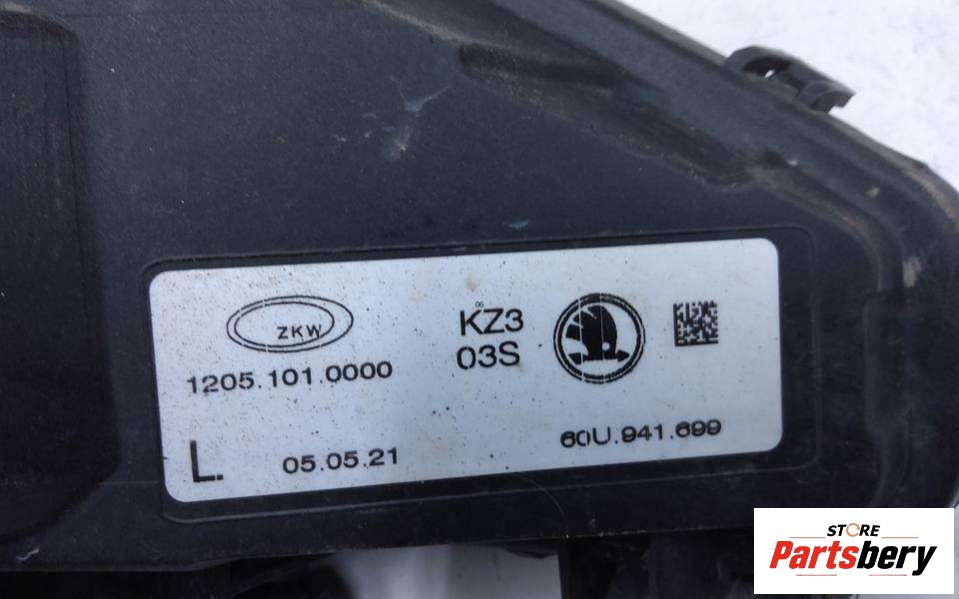 ZKW
1205.101.0000
KZ3
03S
L
05.05.21
60U.941.699
STORE
Partsbery